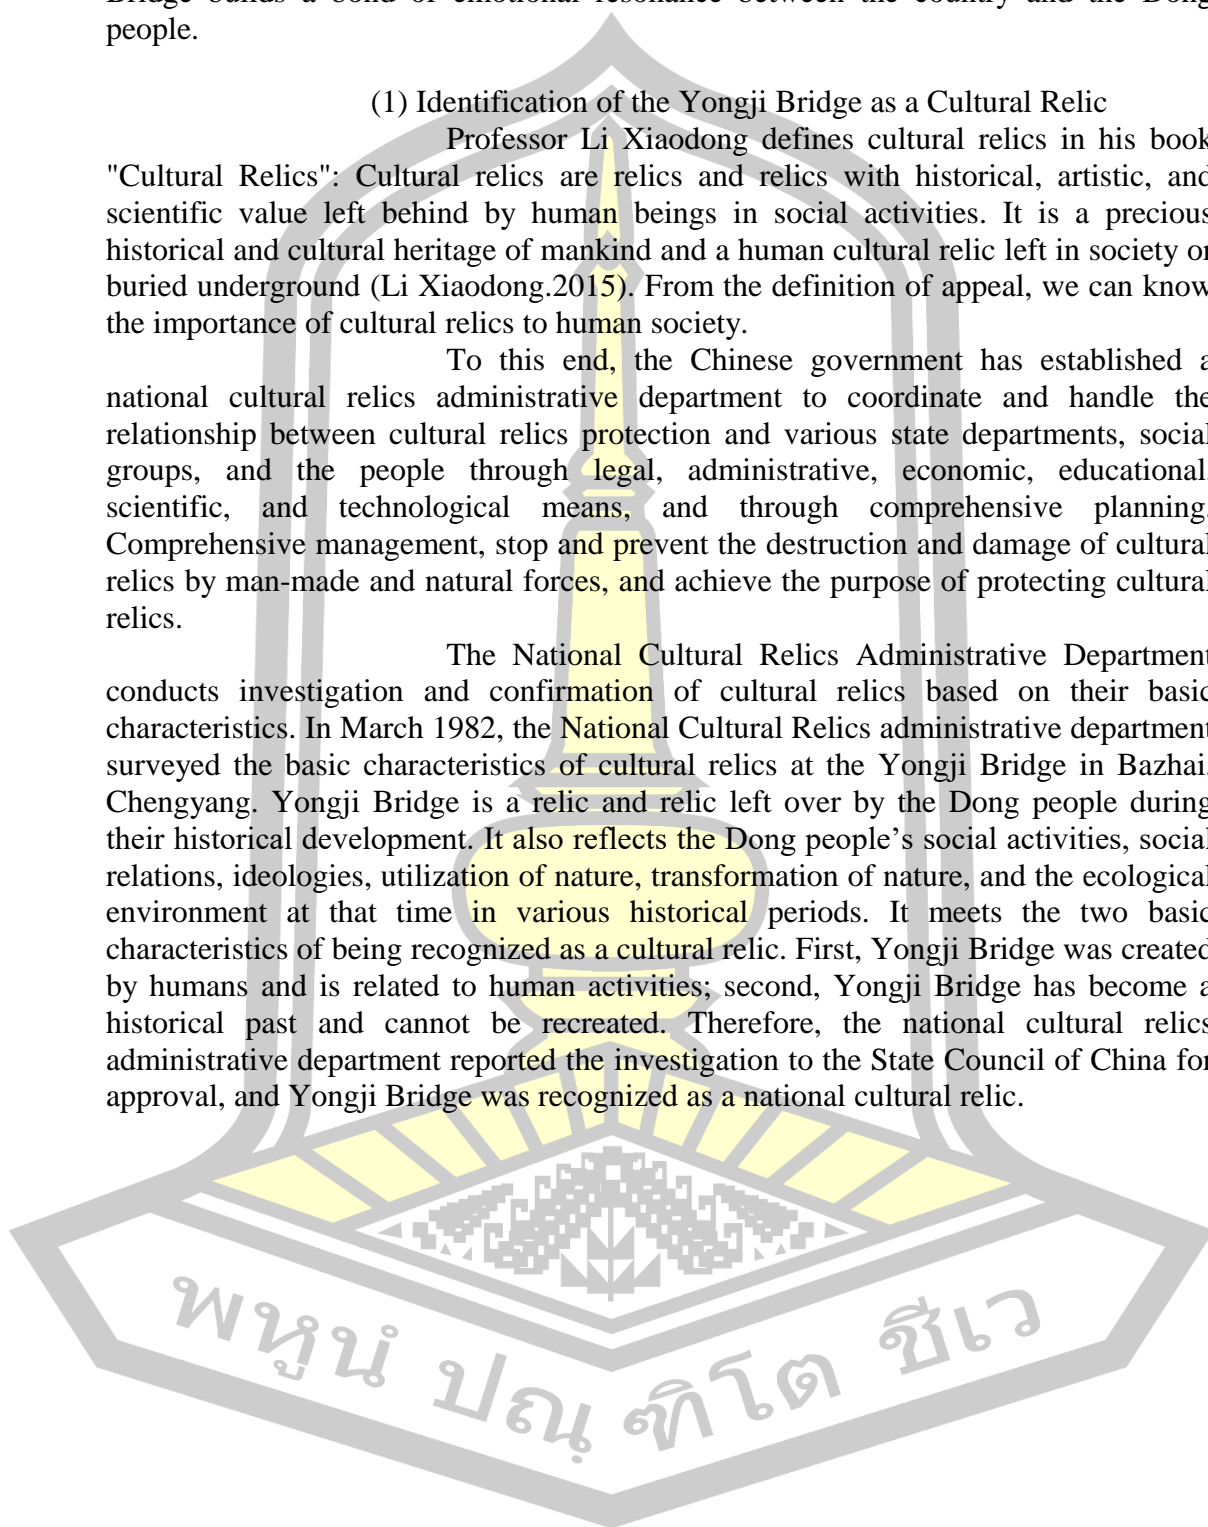 Bridge builds a bond of emotional resonance between the country and the Dong
people.
(1) Identification of the Yongji Bridge as a Cultural Relic
Professor Li Xiaodong defines cultural relics in his book
"Cultural Relics": Cultural relics are relics and relics with historical, artistic, and
scientific value left behind by human beings in social activities. It is a precious
historical and cultural heritage of mankind and a human cultural relic left in society or
buried underground (Li Xiaodong.2015). From the definition of appeal, we can know
the importance of cultural relics to human society.
To this end, the Chinese government has established a
national cultural relics administrative department to coordinate and handle the
relationship between cultural relics protection and various state departments, social
groups, and the people through legal, administrative, economic, educational,
scientific, and technological means, and through comprehensive planning.
Comprehensive management, stop and prevent the destruction and damage of cultural
relics by man-made and natural forces, and achieve the purpose of protecting cultural
relics.
The National Cultural Relics Administrative Department
conducts investigation and confirmation of cultural relics based on their basic
characteristics. In March 1982, the National Cultural Relics administrative department
surveyed the basic characteristics of cultural relics at the Yongji Bridge in Bazhai,
Chengyang. Yongji Bridge is a relic and relic left over by the Dong people during
their historical development. It also reflects the Dong people’s social activities, social
relations, ideologies, utilization of nature, transformation of nature, and the ecological
environment at that time in various historical periods. It meets the two basic
characteristics of being recognized as a cultural relic. First, Yongji Bridge was created
by humans and is related to human activities; second, Yongji Bridge has become a
historical past and cannot be recreated. Therefore, the national cultural relics
administrative department reported the investigation to the State Council of China for
approval, and Yongji Bridge was recognized as a national cultural relic.
พหูนํ ปณฺฑิโต ชีเว